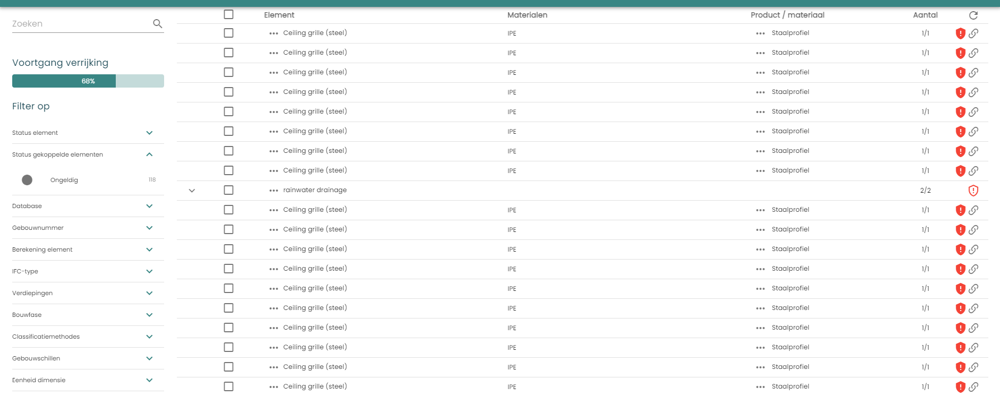 Zoeken
Voortgang verrijking
68%
Filter op
Status element
Status gekoppelde elementen
Ongeldig 118
Database
Gebouwnummer
Berekening element
IFC-type
Verdiepingen
Bouwfase
Classificatiemethodes
Gebouwschillen
Eenheid dimensie
Element Materialen Product / materiaal Aantal
Ceiling grille (steel) IPE Staalprofiel 1/1
Ceiling grille (steel) IPE Staalprofiel 1/1
Ceiling grille (steel) IPE Staalprofiel 1/1
Ceiling grille (steel) IPE Staalprofiel 1/1
Ceiling grille (steel) IPE Staalprofiel 1/1
Ceiling grille (steel) IPE Staalprofiel 1/1
Ceiling grille (steel) IPE Staalprofiel 1/1
Ceiling grille (steel) IPE Staalprofiel 1/1
rainwater drainage 2/2
Ceiling grille (steel) IPE Staalprofiel 1/1
Ceiling grille (steel) IPE Staalprofiel 1/1
Ceiling grille (steel) IPE Staalprofiel 1/1
Ceiling grille (steel) IPE Staalprofiel 1/1
Ceiling grille (steel) IPE Staalprofiel 1/1
Ceiling grille (steel) IPE Staalprofiel 1/1
Ceiling grille (steel) IPE Staalprofiel 1/1
Ceiling grille (steel) IPE Staalprofiel 1/1
Ceiling grille (steel) IPE Staalprofiel 1/1
Ceiling grille (steel) IPE Staalprofiel 1/1